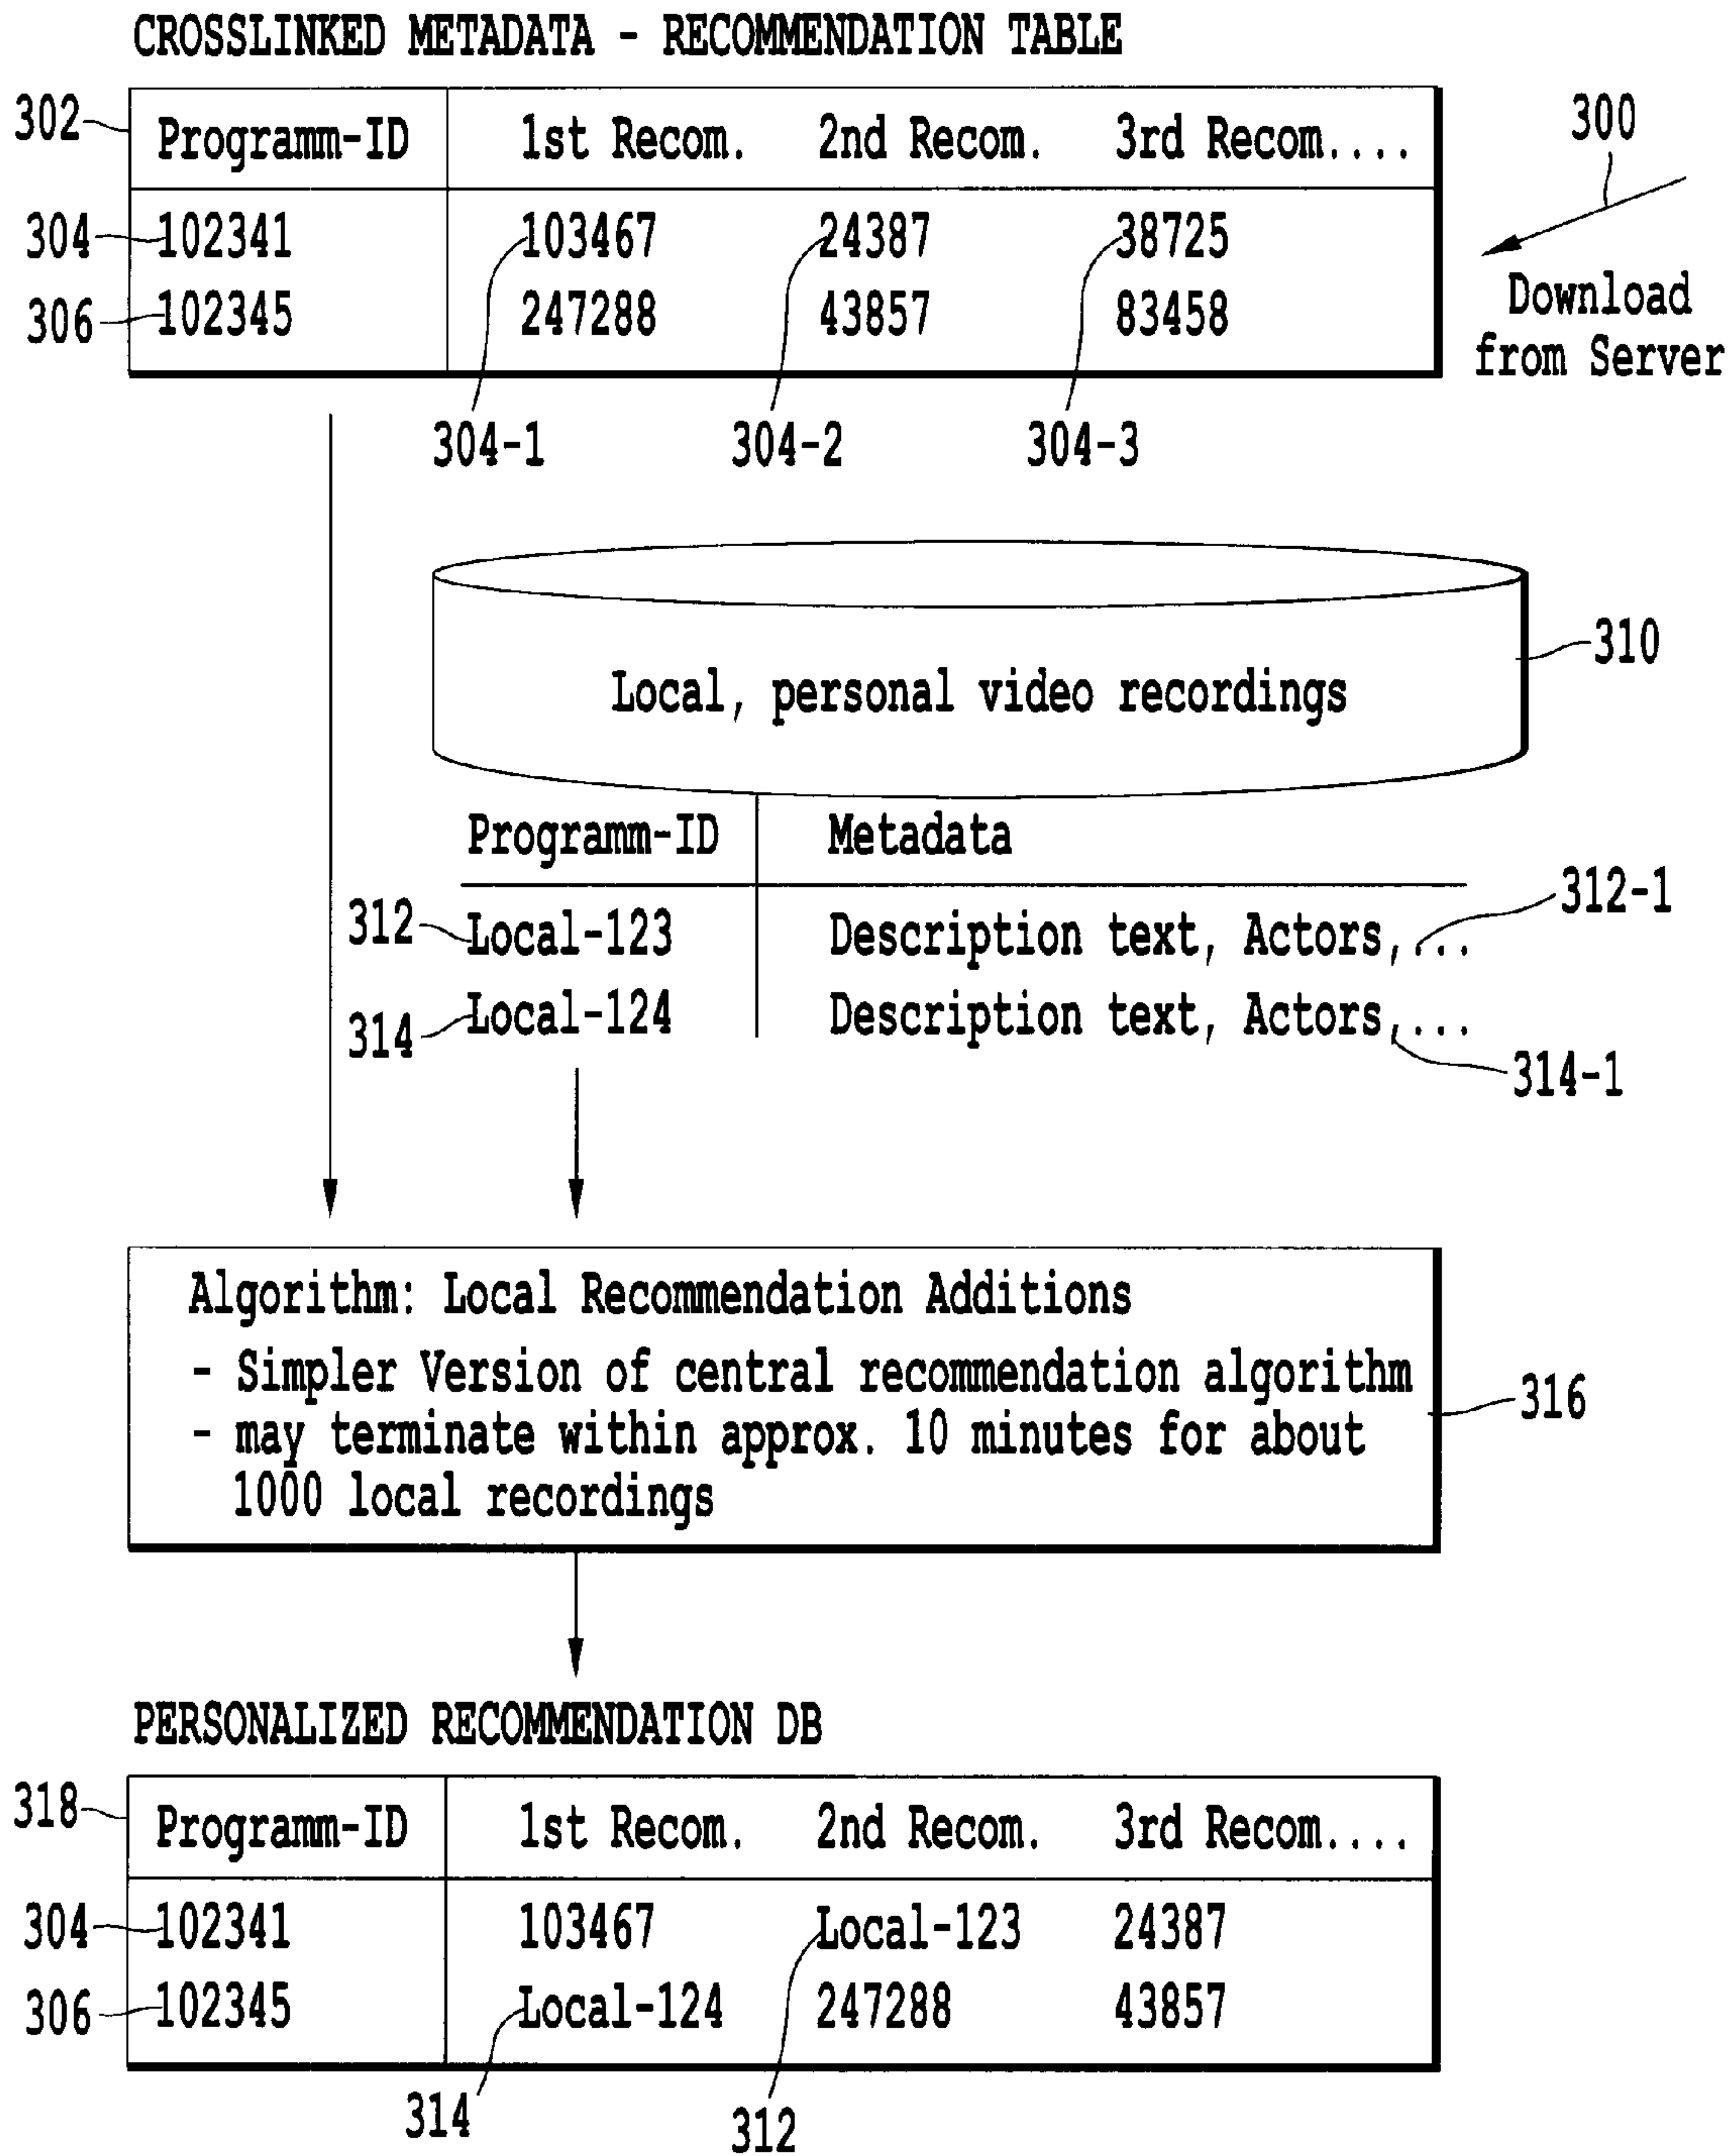 CROSSLINKED METADATA - RECOMMENDATION TABLE
302 Programm-ID 1st Recom. 2nd Recom. 3rd Recom.... 300
304 102341 103467 24387 38725
306 102345 247288 43857 83458
Download
from Server
304-1 304-2 304-3
Local, personal video recordings 310
Programm-ID Metadata
312 Local-123 Description text, Actors,... 312-1
314 Local-124 Description text, Actors,... 314-1
Algorithm: Local Recommendation Additions
- Simpler Version of central recommendation algorithm
- may terminate within approx. 10 minutes for about
1000 local recordings
316
PERSONALIZED RECOMMENDATION DB
318 Programm-ID 1st Recom. 2nd Recom. 3rd Recom....
304 102341 103467 Local-123 24387
306 102345 Local-124 247288 43857
314 312